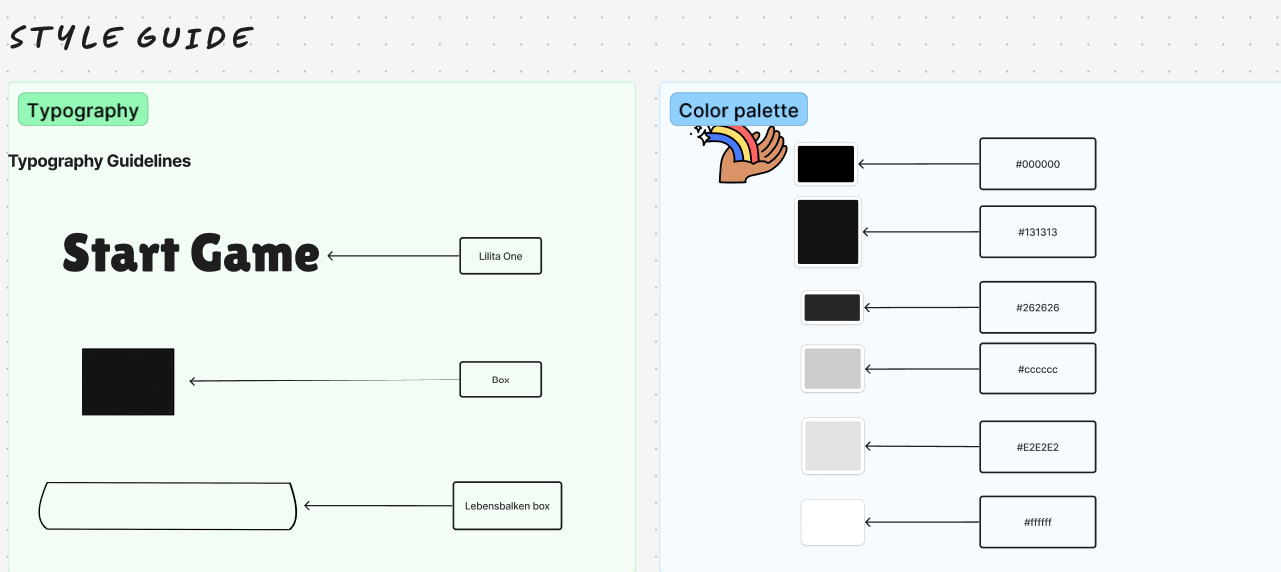 STYLE GUIDE
Typography
Typography Guidelines
Start Game
Lilita One
Box
Lebensbalken box
Color palette
#000000
#131313
#262626
#cccccc
#E2E2E2
#ffffff